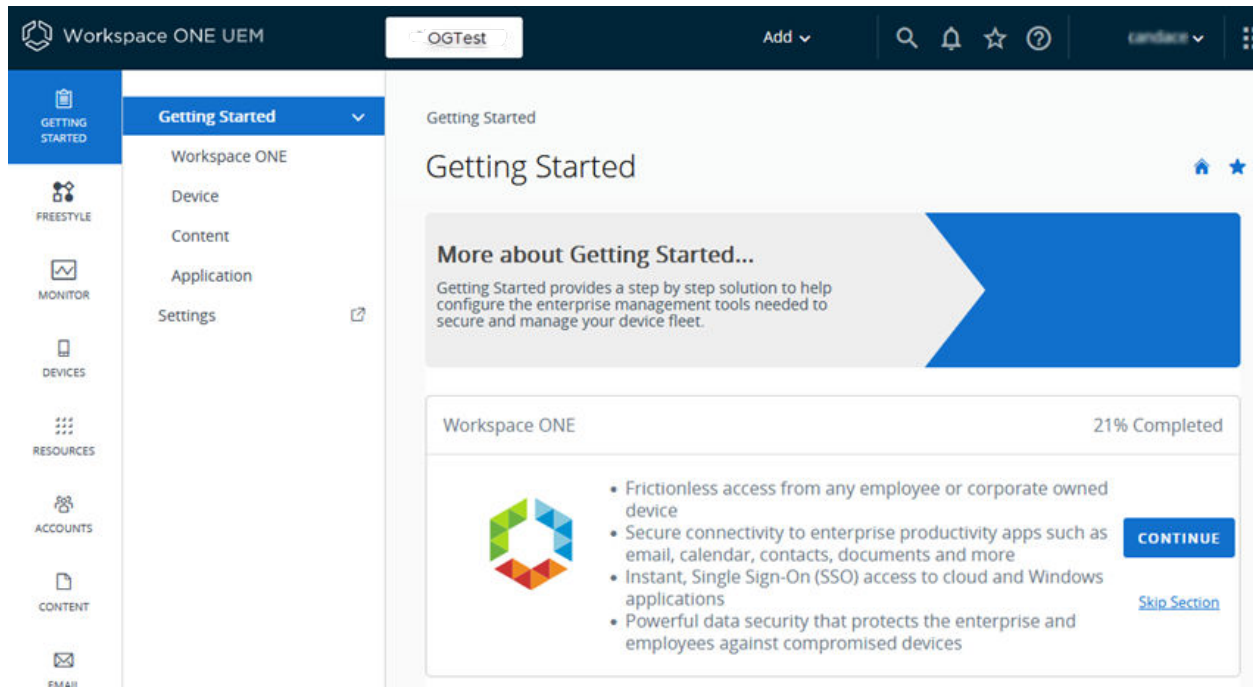 Workspace ONE UEM
OGTest
Add
GETTING
STARTED
FREESTYLE
MONITOR
DEVICES
RESOURCES
ACCOUNTS
CONTENT
EMAIL
Getting Started
Workspace ONE
Device
Content
Application
Settings
Getting Started
Getting Started
More about Getting Started...
Getting Started provides a step by step solution to help
configure the enterprise management tools needed to
secure and manage your device fleet.
Workspace ONE
21% Completed
• Frictionless access from any employee or corporate owned
device
• Secure connectivity to enterprise productivity apps such as
email, calendar, contacts, documents and more
• Instant, Single Sign-On (SSO) access to cloud and Windows
applications
• Powerful data security that protects the enterprise and
employees against compromised devices
CONTINUE
Skip Section